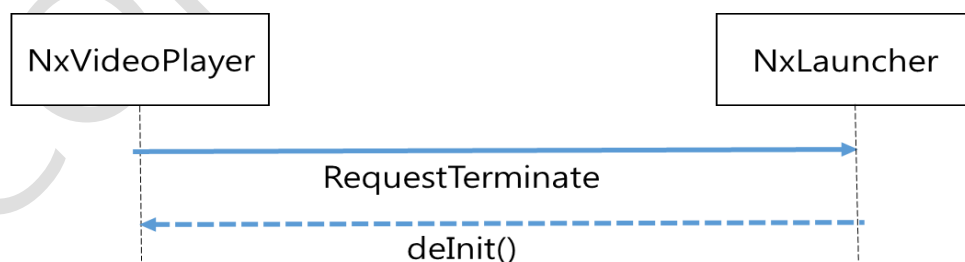 NxVideoPlayer
NxLauncher
RequestTerminate
deInit()